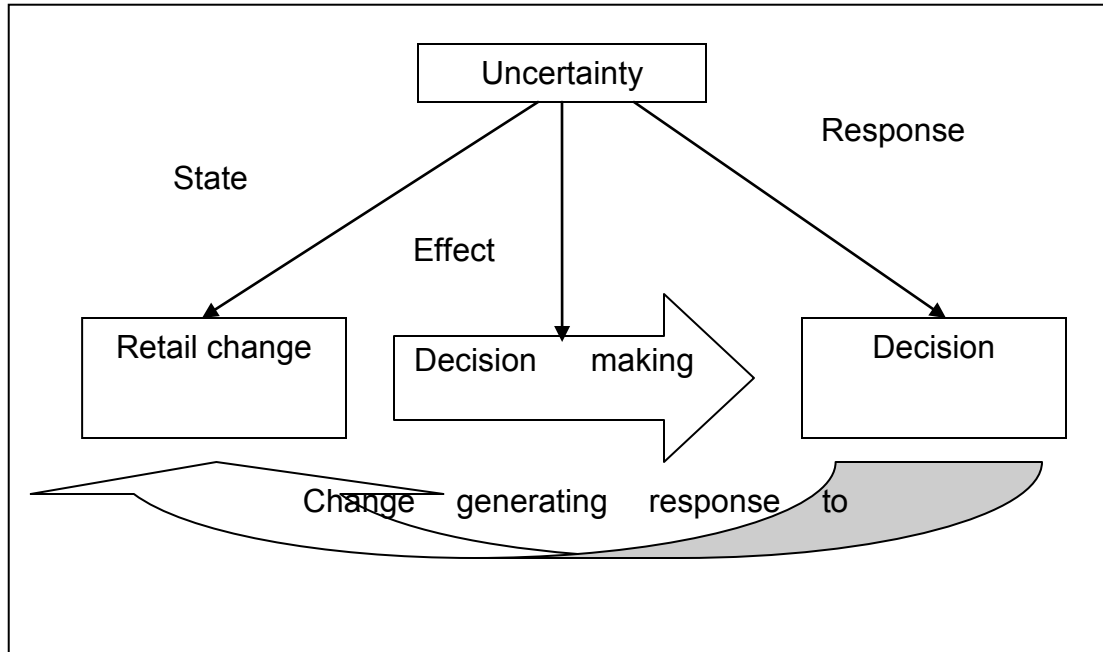 Uncertainty
Response
State
Effect
Retail change
Decision making
Decision
Change generating response to